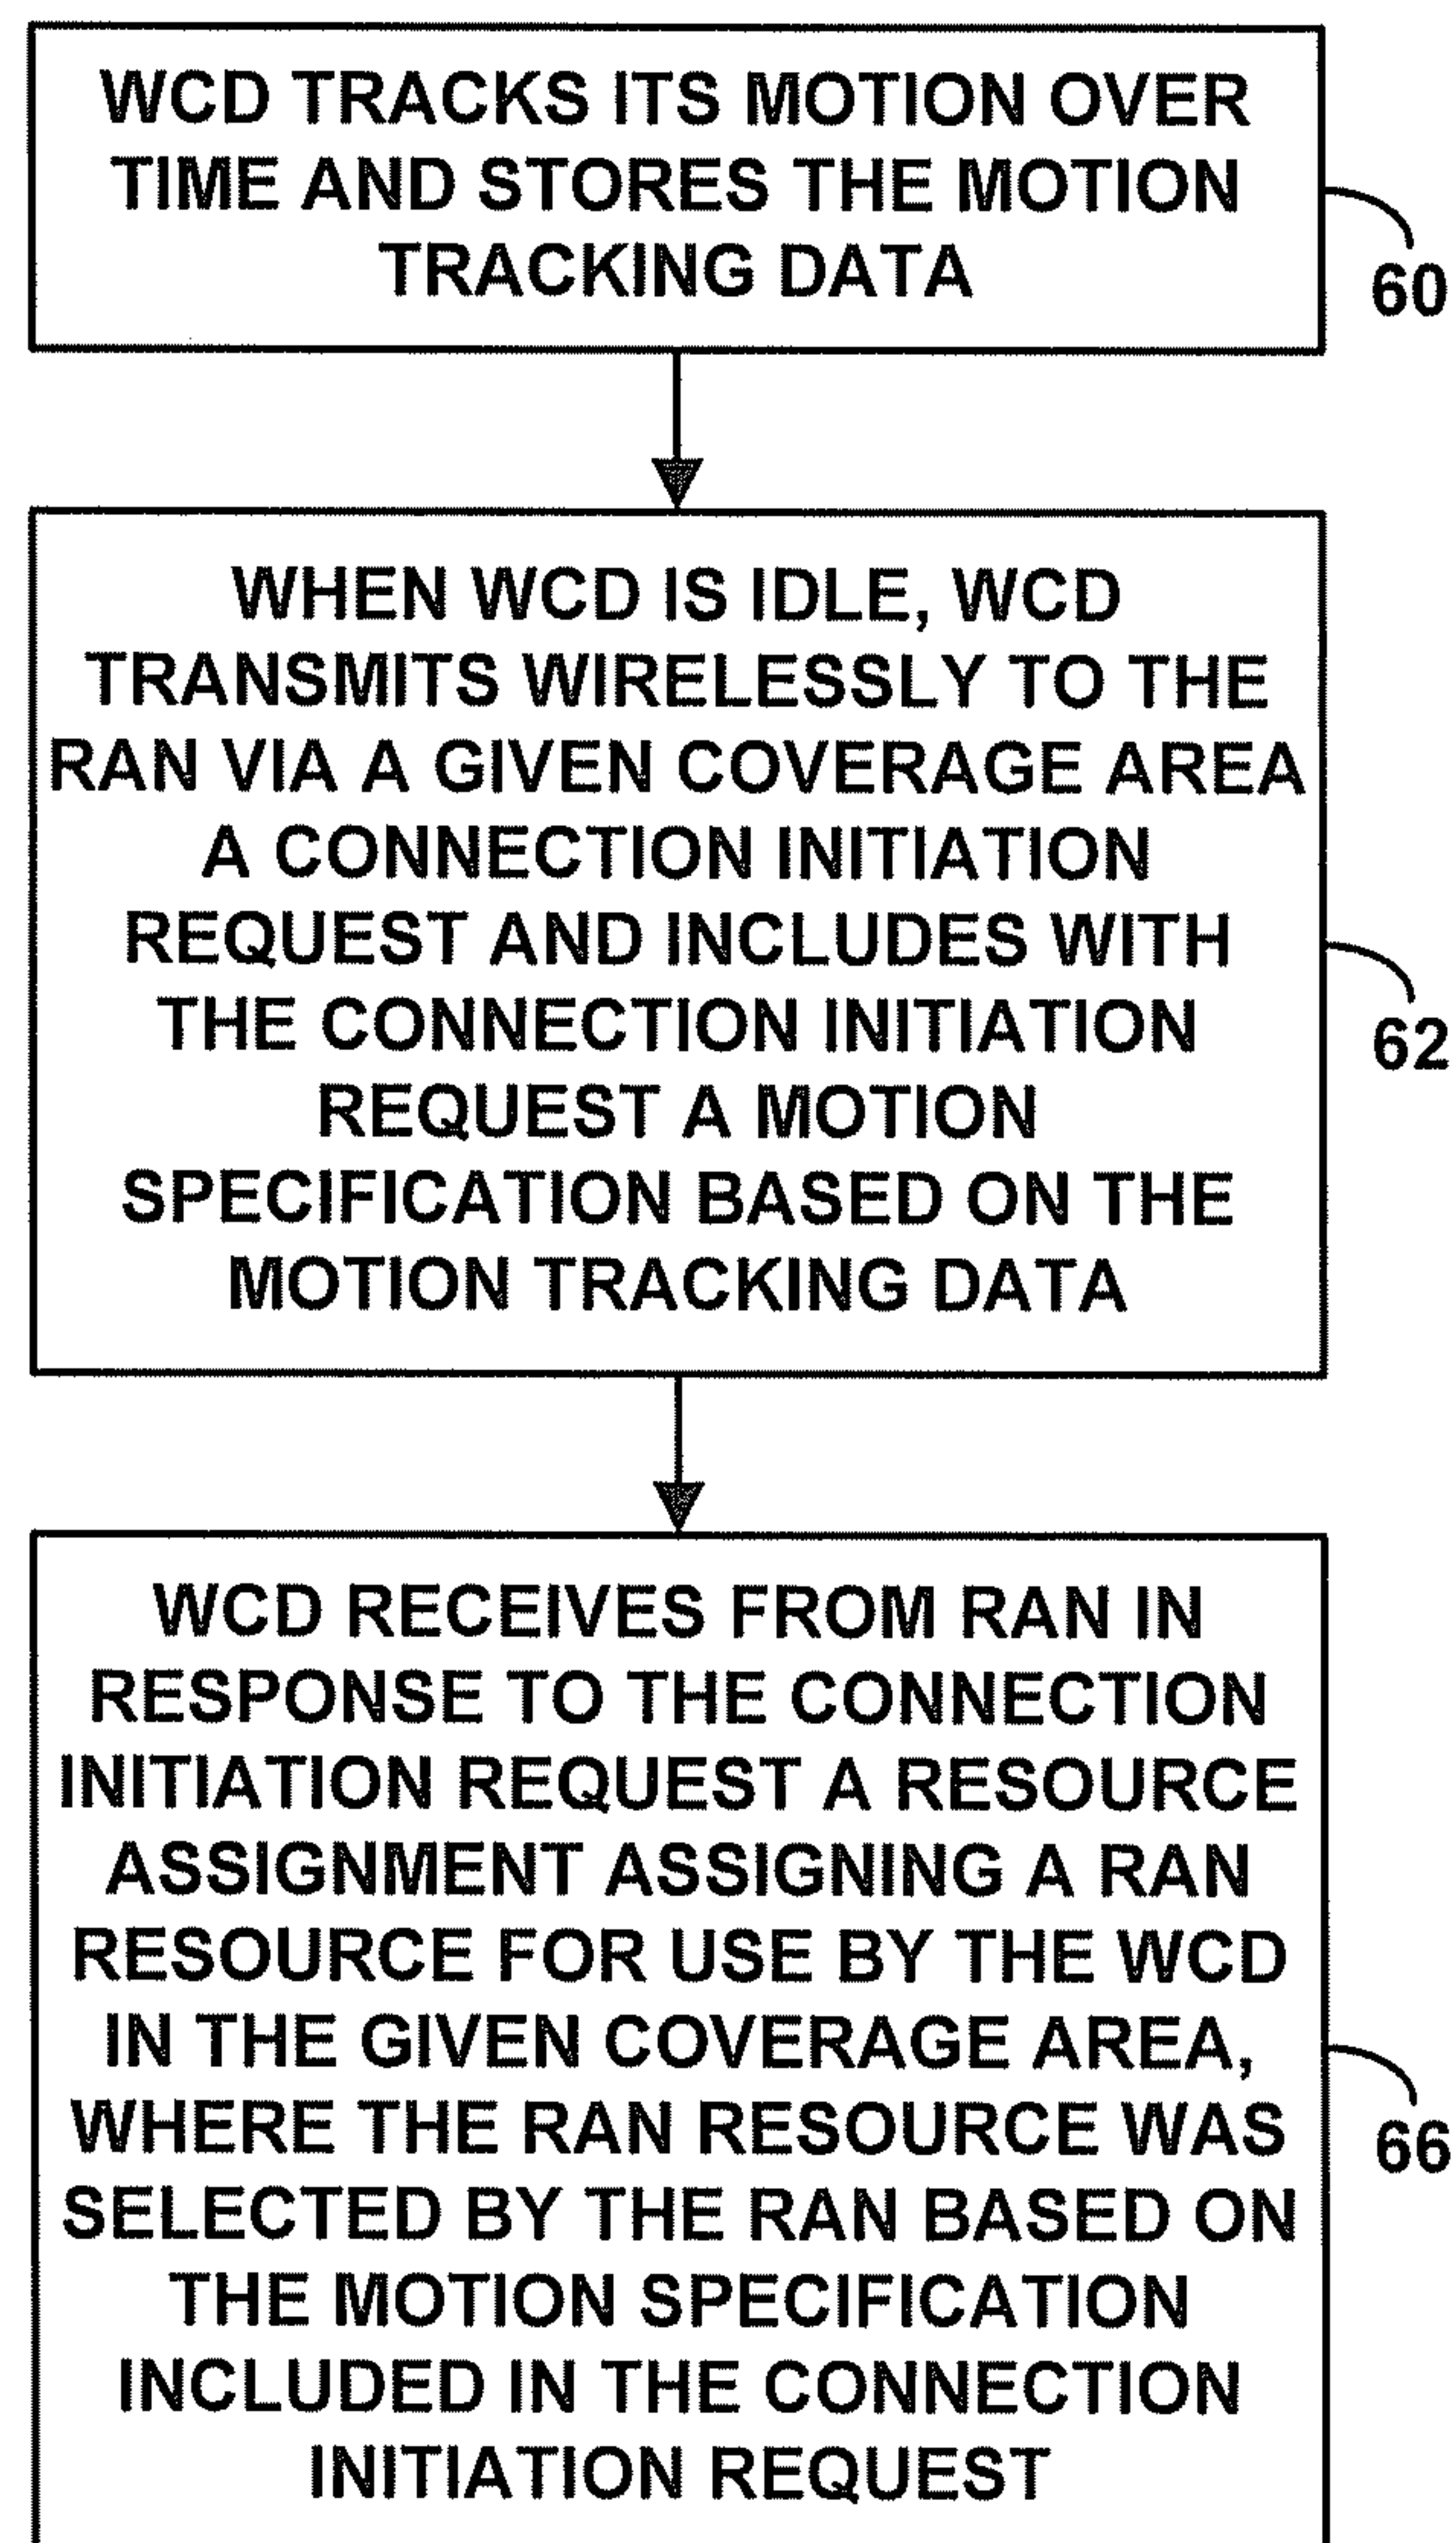 WCD TRACKS ITS MOTION OVER
TIME AND STORES THE MOTION
TRACKING DATA
60
WHEN WCD IS IDLE, WCD
TRANSMITS WIRELESSLY TO THE
RAN VIA A GIVEN COVERAGE AREA
A CONNECTION INITIATION
REQUEST AND INCLUDES WITH
THE CONNECTION INITIATION
REQUEST A MOTION
SPECIFICATION BASED ON THE
MOTION TRACKING DATA
62
WCD RECEIVES FROM RAN IN
RESPONSE TO THE CONNECTION
INITIATION REQUEST A RESOURCE
ASSIGNMENT ASSIGNING A RAN
RESOURCE FOR USE BY THE WCD
IN THE GIVEN COVERAGE AREA,
WHERE THE RAN RESOURCE WAS
SELECTED BY THE RAN BASED ON
THE MOTION SPECIFICATION
INCLUDED IN THE CONNECTION
INITIATION REQUEST
66